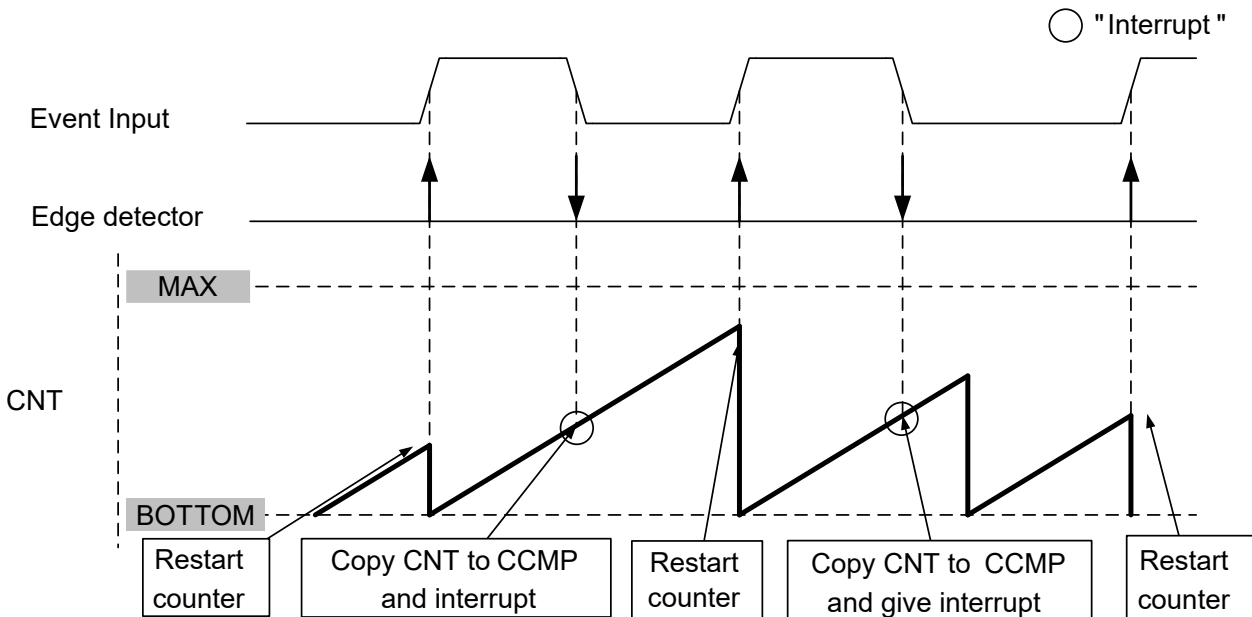 "Interrupt"
Event Input
Edge detector
MAX
CNT
BOTTOM
Restart
counter
Copy CNT to CCMP
and interrupt
Restart
counter
Copy CNT to CCMP
and give interrupt
Restart
counter